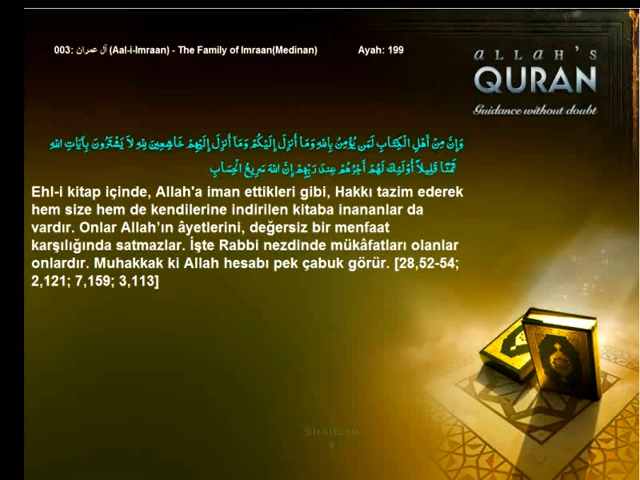 003: آل عمران (Aal-i-Imraan) - The Family of Imraan(Medinan) Ayah: 199
ALLAH'S
QURAN
Guidance without doubt
وَإِنَّ مِنْ أَهْلِ الْكِتَابِ لَمَن يُؤْمِنُ بِاللّهِ وَمَا أُنزِلَ إِلَيْكُمْ وَمَا أُنزِلَ إِلَيْهِمْ خَاشِعِينَ لِلّهِ لاَ يَشْتَرُونَ بِآيَاتِ اللّهِ
ثَمَنًا قَلِيلاً أُوْلَئِكَ لَهُمْ أَجْرُهُمْ عِندَ رَبِّهِمْ إِنَّ اللّهَ سَرِيعُ الْحِسَابِ
Ehl-i kitap içinde, Allah'a iman ettikleri gibi, Hakkı tazim ederek
hem size hem de kendilerine indirilen kitaba inananlar da
vardır. Onlar Allah’ın âyetlerini, değersiz bir menfaat
karşılığında satmazlar. İşte Rabbi nezdinde mükâfatları olanlar
onlardır. Muhakkak ki Allah hesabı pek çabuk görür. [28,52-54;
2,121; 7,159; 3,113]